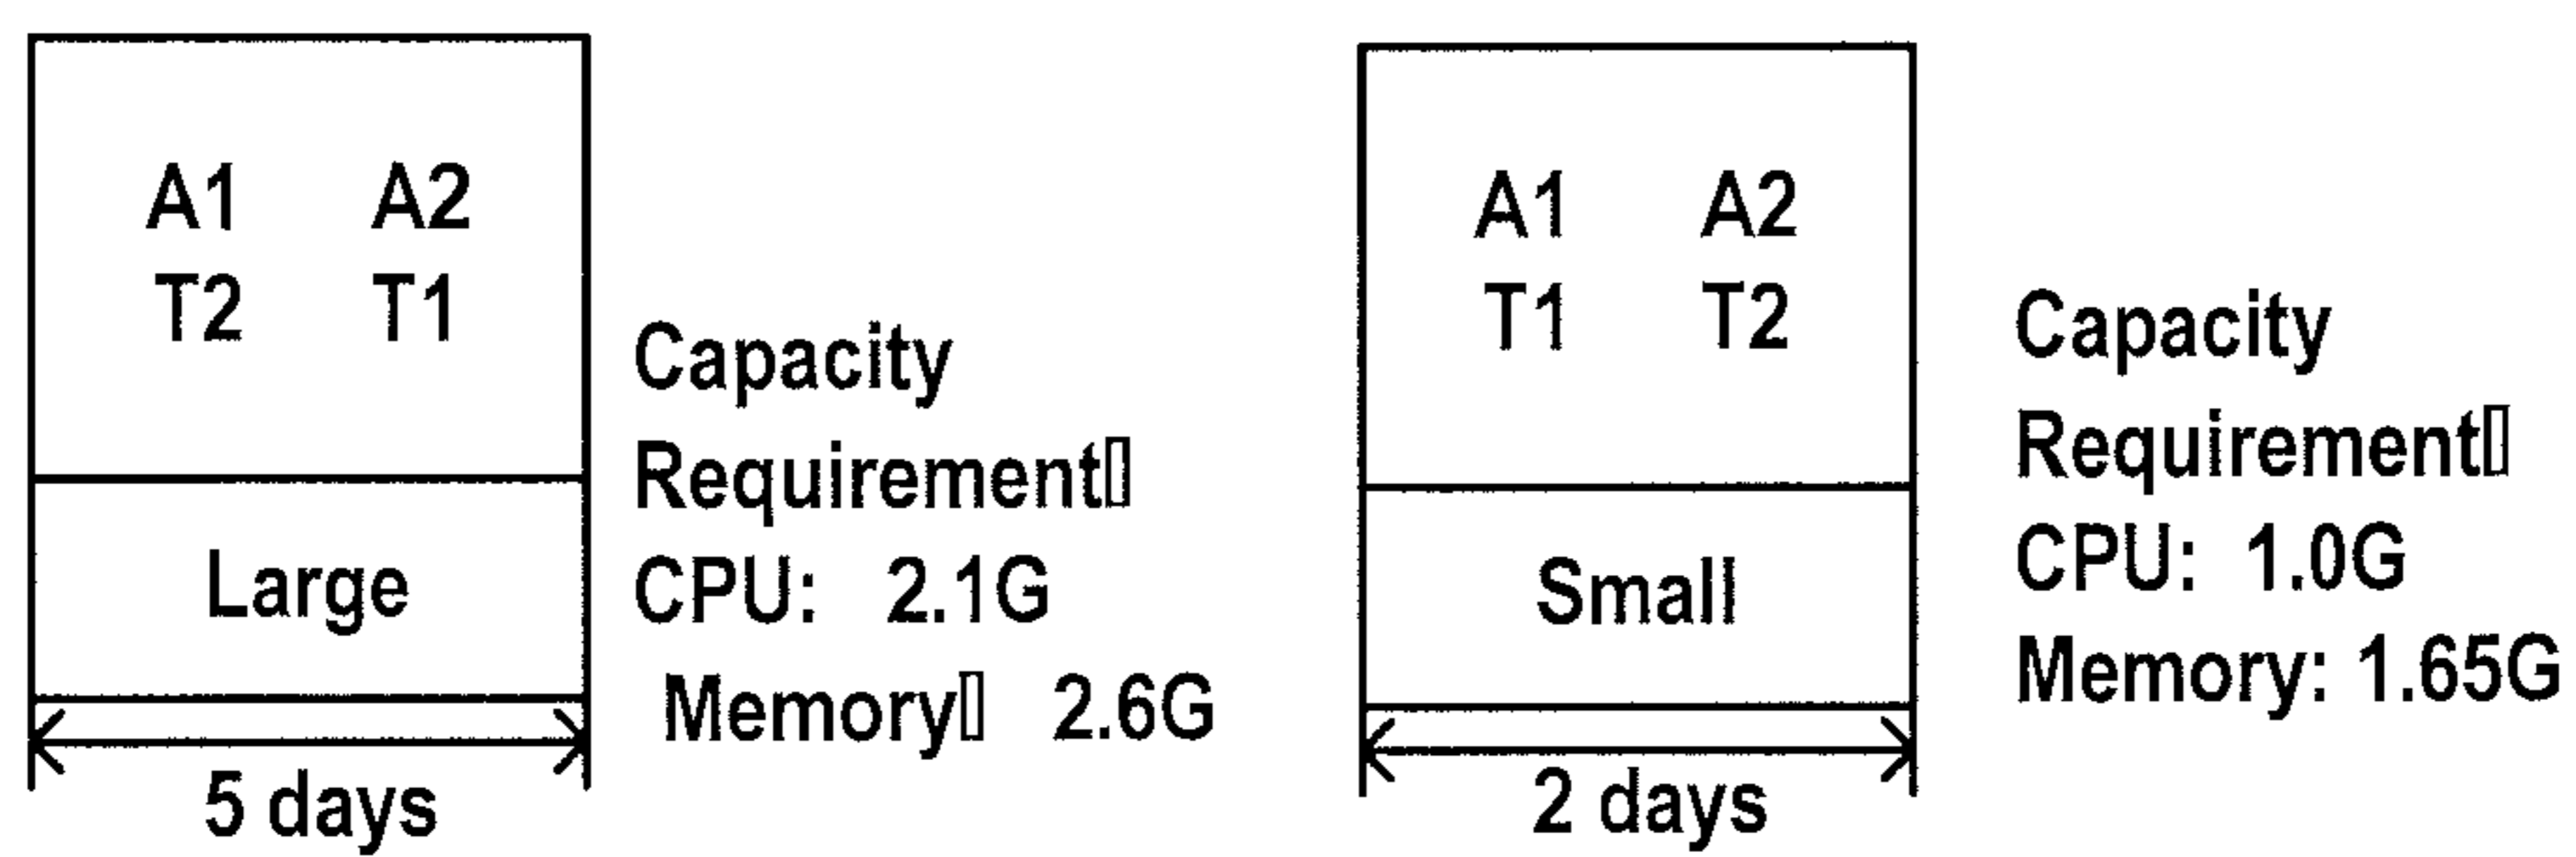 A1 A2
T2 T1
Large
5 days
Capacity
Requirement▯
CPU: 2.1G
Memory▯ 2.6G
A1 A2
T1 T2
Small
2 days
Capacity
Requirement▯
CPU: 1.0G
Memory: 1.65G